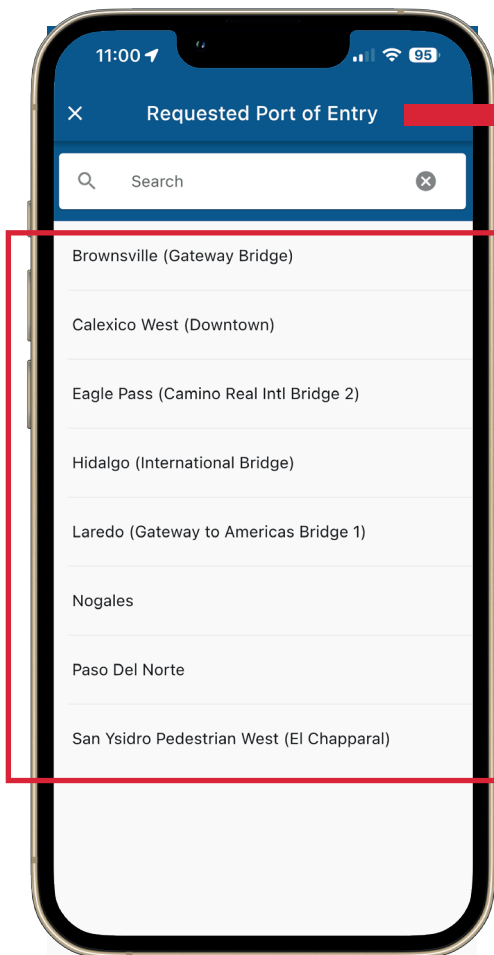 11:00
95
Requested Port of Entry
Search
Brownsville (Gateway Bridge)
Calexico West (Downtown)
Eagle Pass (Camino Real Intl Bridge 2)
Hidalgo (International Bridge)
Laredo (Gateway to Americas Bridge 1)
Nogales
Paso Del Norte
San Ysidro Pedestrian West (El Chapparal)